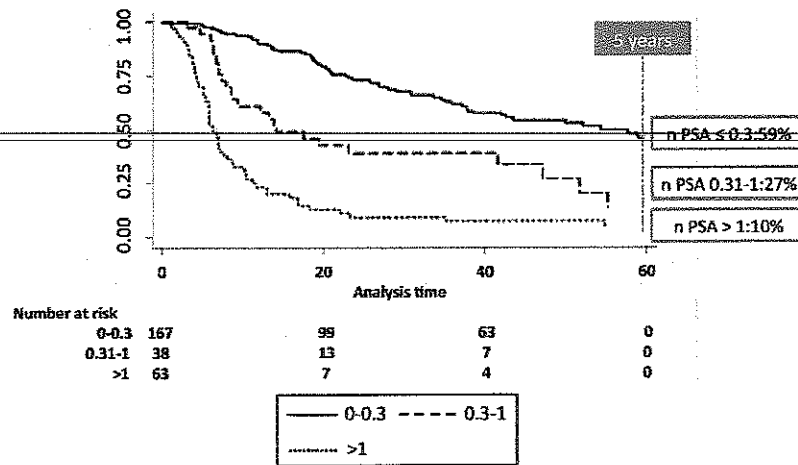 1.00
0.75
0.50
0.25
0.00
5 years
n PSA ≤ 0.3:59%
n PSA 0.31-1:27%
n PSA > 1:10%
0 20 40 60
Analysis time
Number at risk
0-0.3 167 99 63 0
0.31-1 38 13 7 0
>1 63 7 4 0
0-0.3 0.3-1
>1